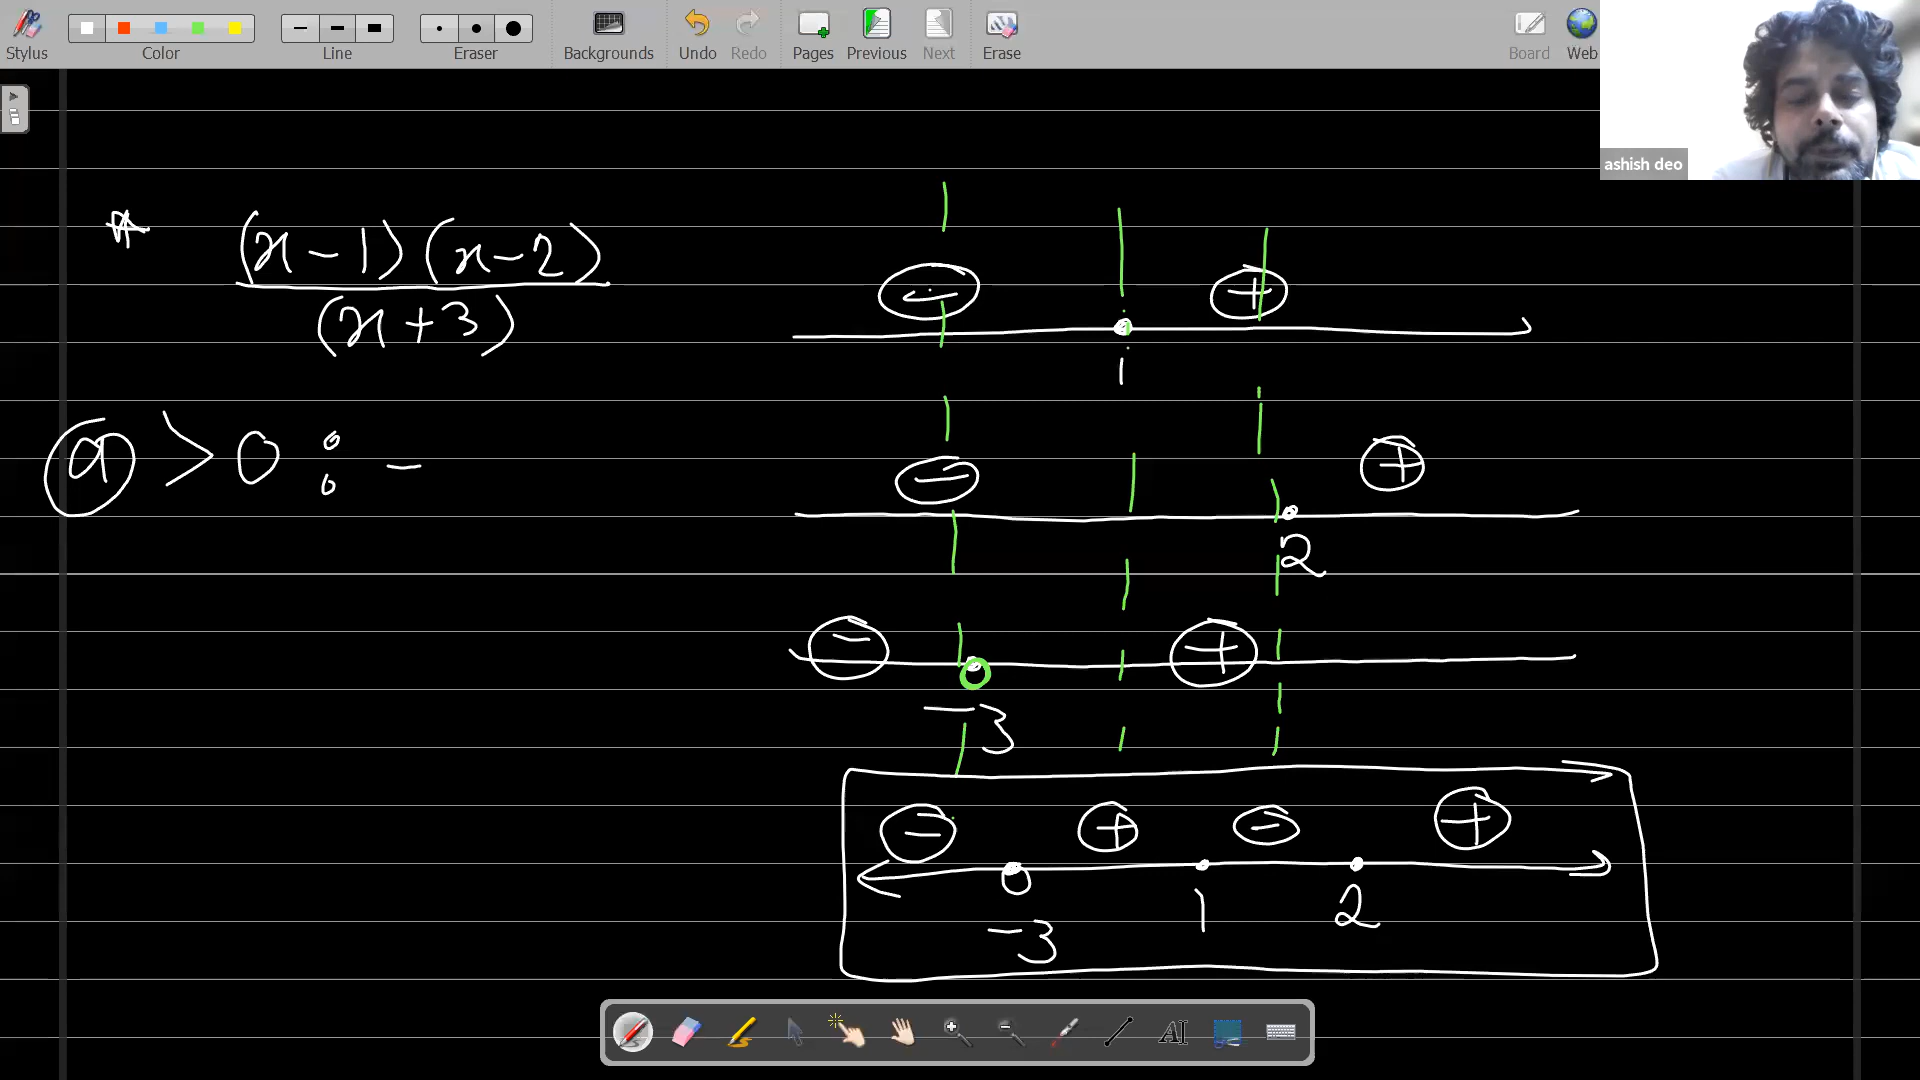 Stylus Color Line Eraser Backgrounds Undo Redo Pages Previous Next Erase Board Web
ashish deo
(x-1)(x-2)
(x+3)
a > 0 : -
- +
1
- +
2
- +
-3
- + - +
-3 1 2
AI